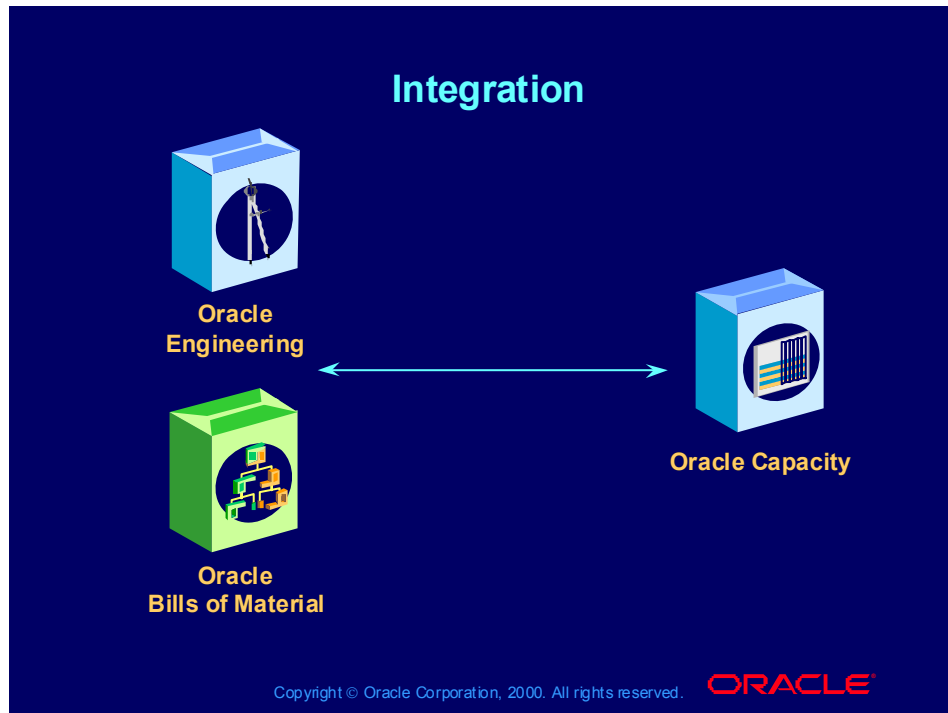 Integration
Oracle
Engineering
Oracle Capacity
Oracle
Bills of Material
Copyright © Oracle Corporation, 2000. All rights reserved.
ORACLE®